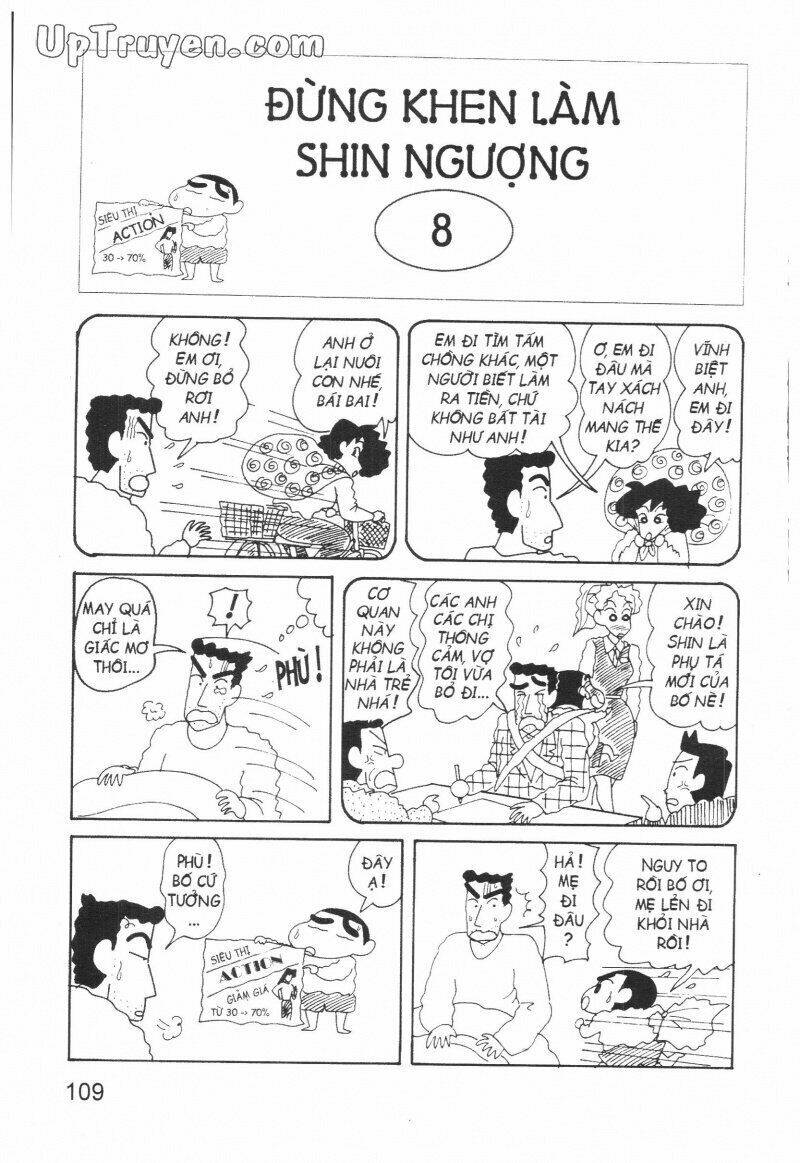 UpTruyen.com
ĐỪNG KHEN LÀM
SHIN NGƯỢNG
8
SIÊU THỊ
ACTION
30 → 70%
VĨNH
BIỆT
ANH,
EM ĐI
ĐÂY!
Ơ, EM ĐI
ĐÂU MÀ
TAY XÁCH
NÁCH
MANG THẾ
KIA?
EM ĐI TÌM TẤM
CHỒNG KHÁC, MỘT
NGƯỜI BIẾT LÀM
RA TIỀN, CHỨ
KHÔNG BẤT TÀI
NHƯ ANH!
ANH Ở
LẠI NUÔI
CON NHÉ,
BÁI BAI!
KHÔNG!
EM ƠI,
ĐỪNG BỎ
RƠI
ANH!
XIN
CHÀO!
SHIN LÀ
PHỤ TÁ
MỚI CỦA
BỐ NÈ!
CÁC ANH
CÁC CHỊ
THÔNG
CẢM, VỢ
TÔI VỪA
BỎ ĐI...
CƠ
QUAN
NÀY
KHÔNG
PHẢI LÀ
NHÀ TRẺ
NHÁ!
!
PHÙ!
MAY QUÁ
CHỈ LÀ
GIẤC MƠ
THÔI...
NGUY TO
RỒI BỐ ƠI,
MẸ LẺN ĐI
KHỎI NHÀ
RỒI!
HẢ!
MẸ
ĐI
ĐÂU
?
ĐÂY
Ạ!
SIÊU THỊ
ACTION
GIẢM GIÁ
TỪ 30 → 70%
PHÙ!
BỐ CỨ
TƯỞNG
...
109